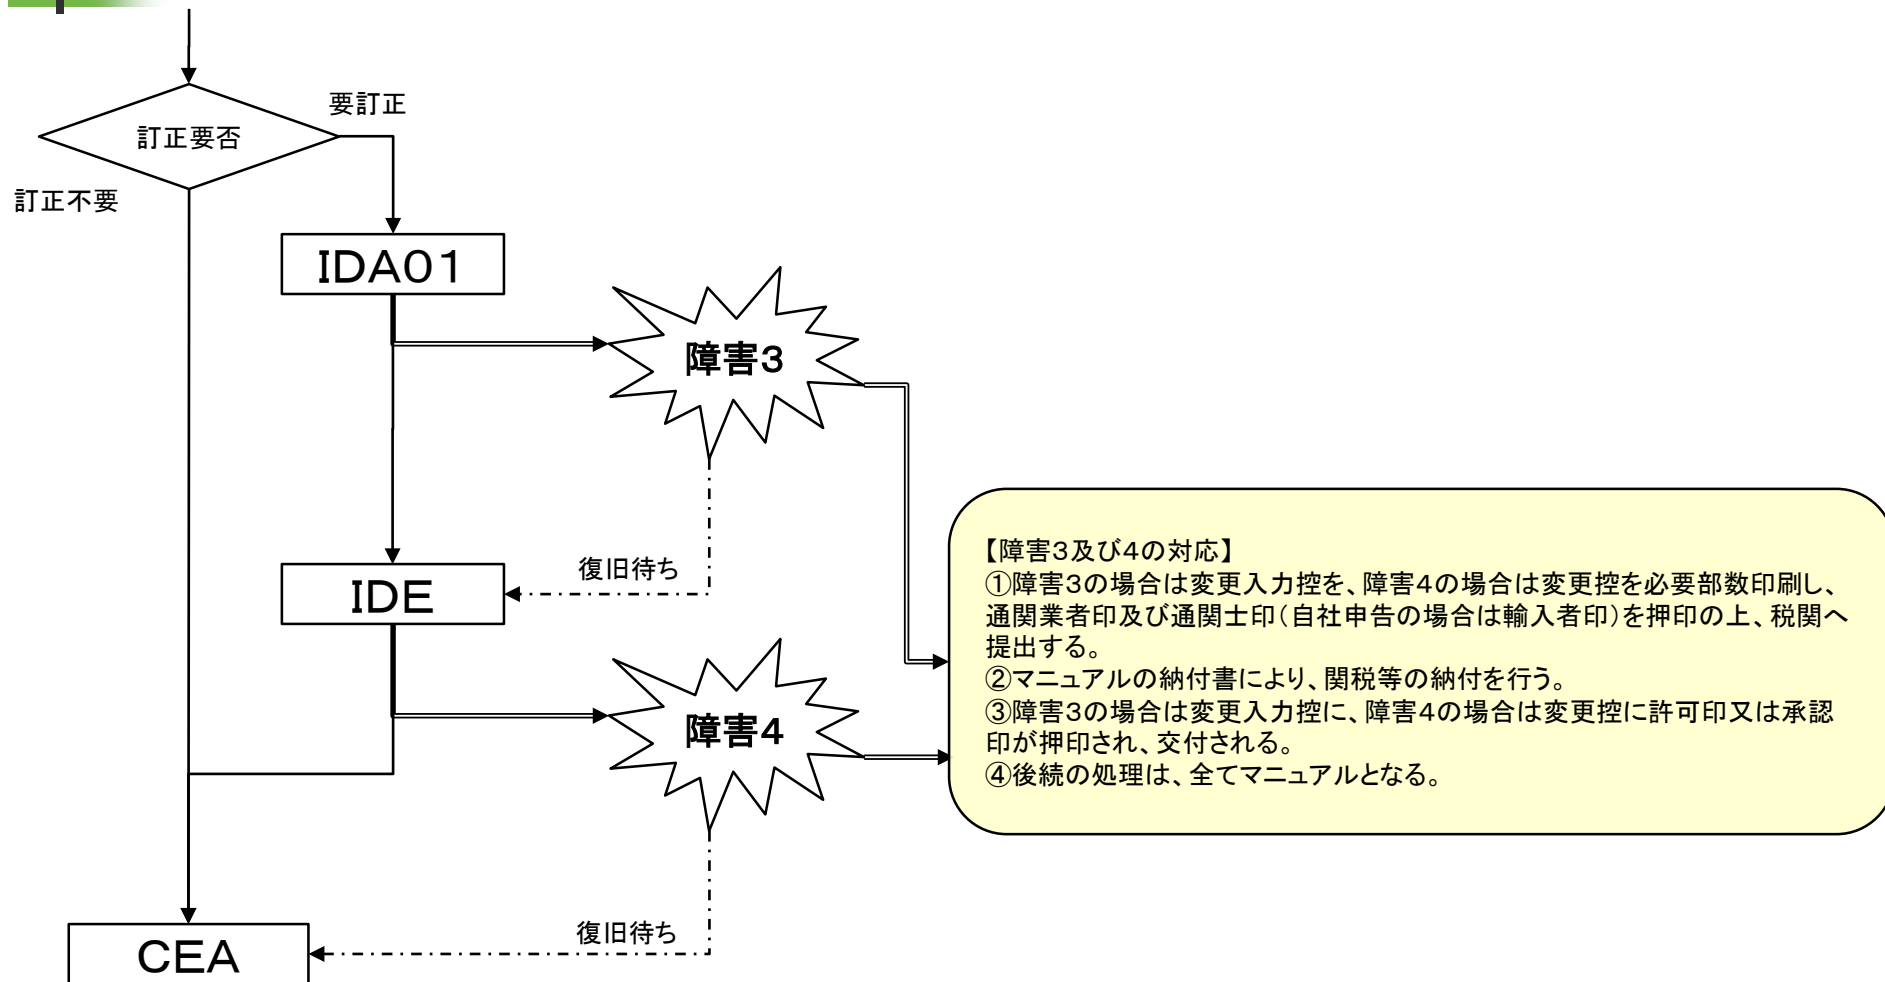 要訂正
訂正要否
訂正不要
IDA01
障害3
【障害3及び4の対応】
①障害3の場合は変更入力控を、障害4の場合は変更控を必要部数印刷し、
通関業者印及び通関士印(自社申告の場合は輸入者印)を押印の上、税関へ
提出する。
②マニュアルの納付書により、関税等の納付を行う。
③障害3の場合は変更入力控に、障害4の場合は変更控に許可印又は承認
印が押印され、交付される。
④後続の処理は、全てマニュアルとなる。
復旧待ち
IDE
障害4
復旧待ち
CEA